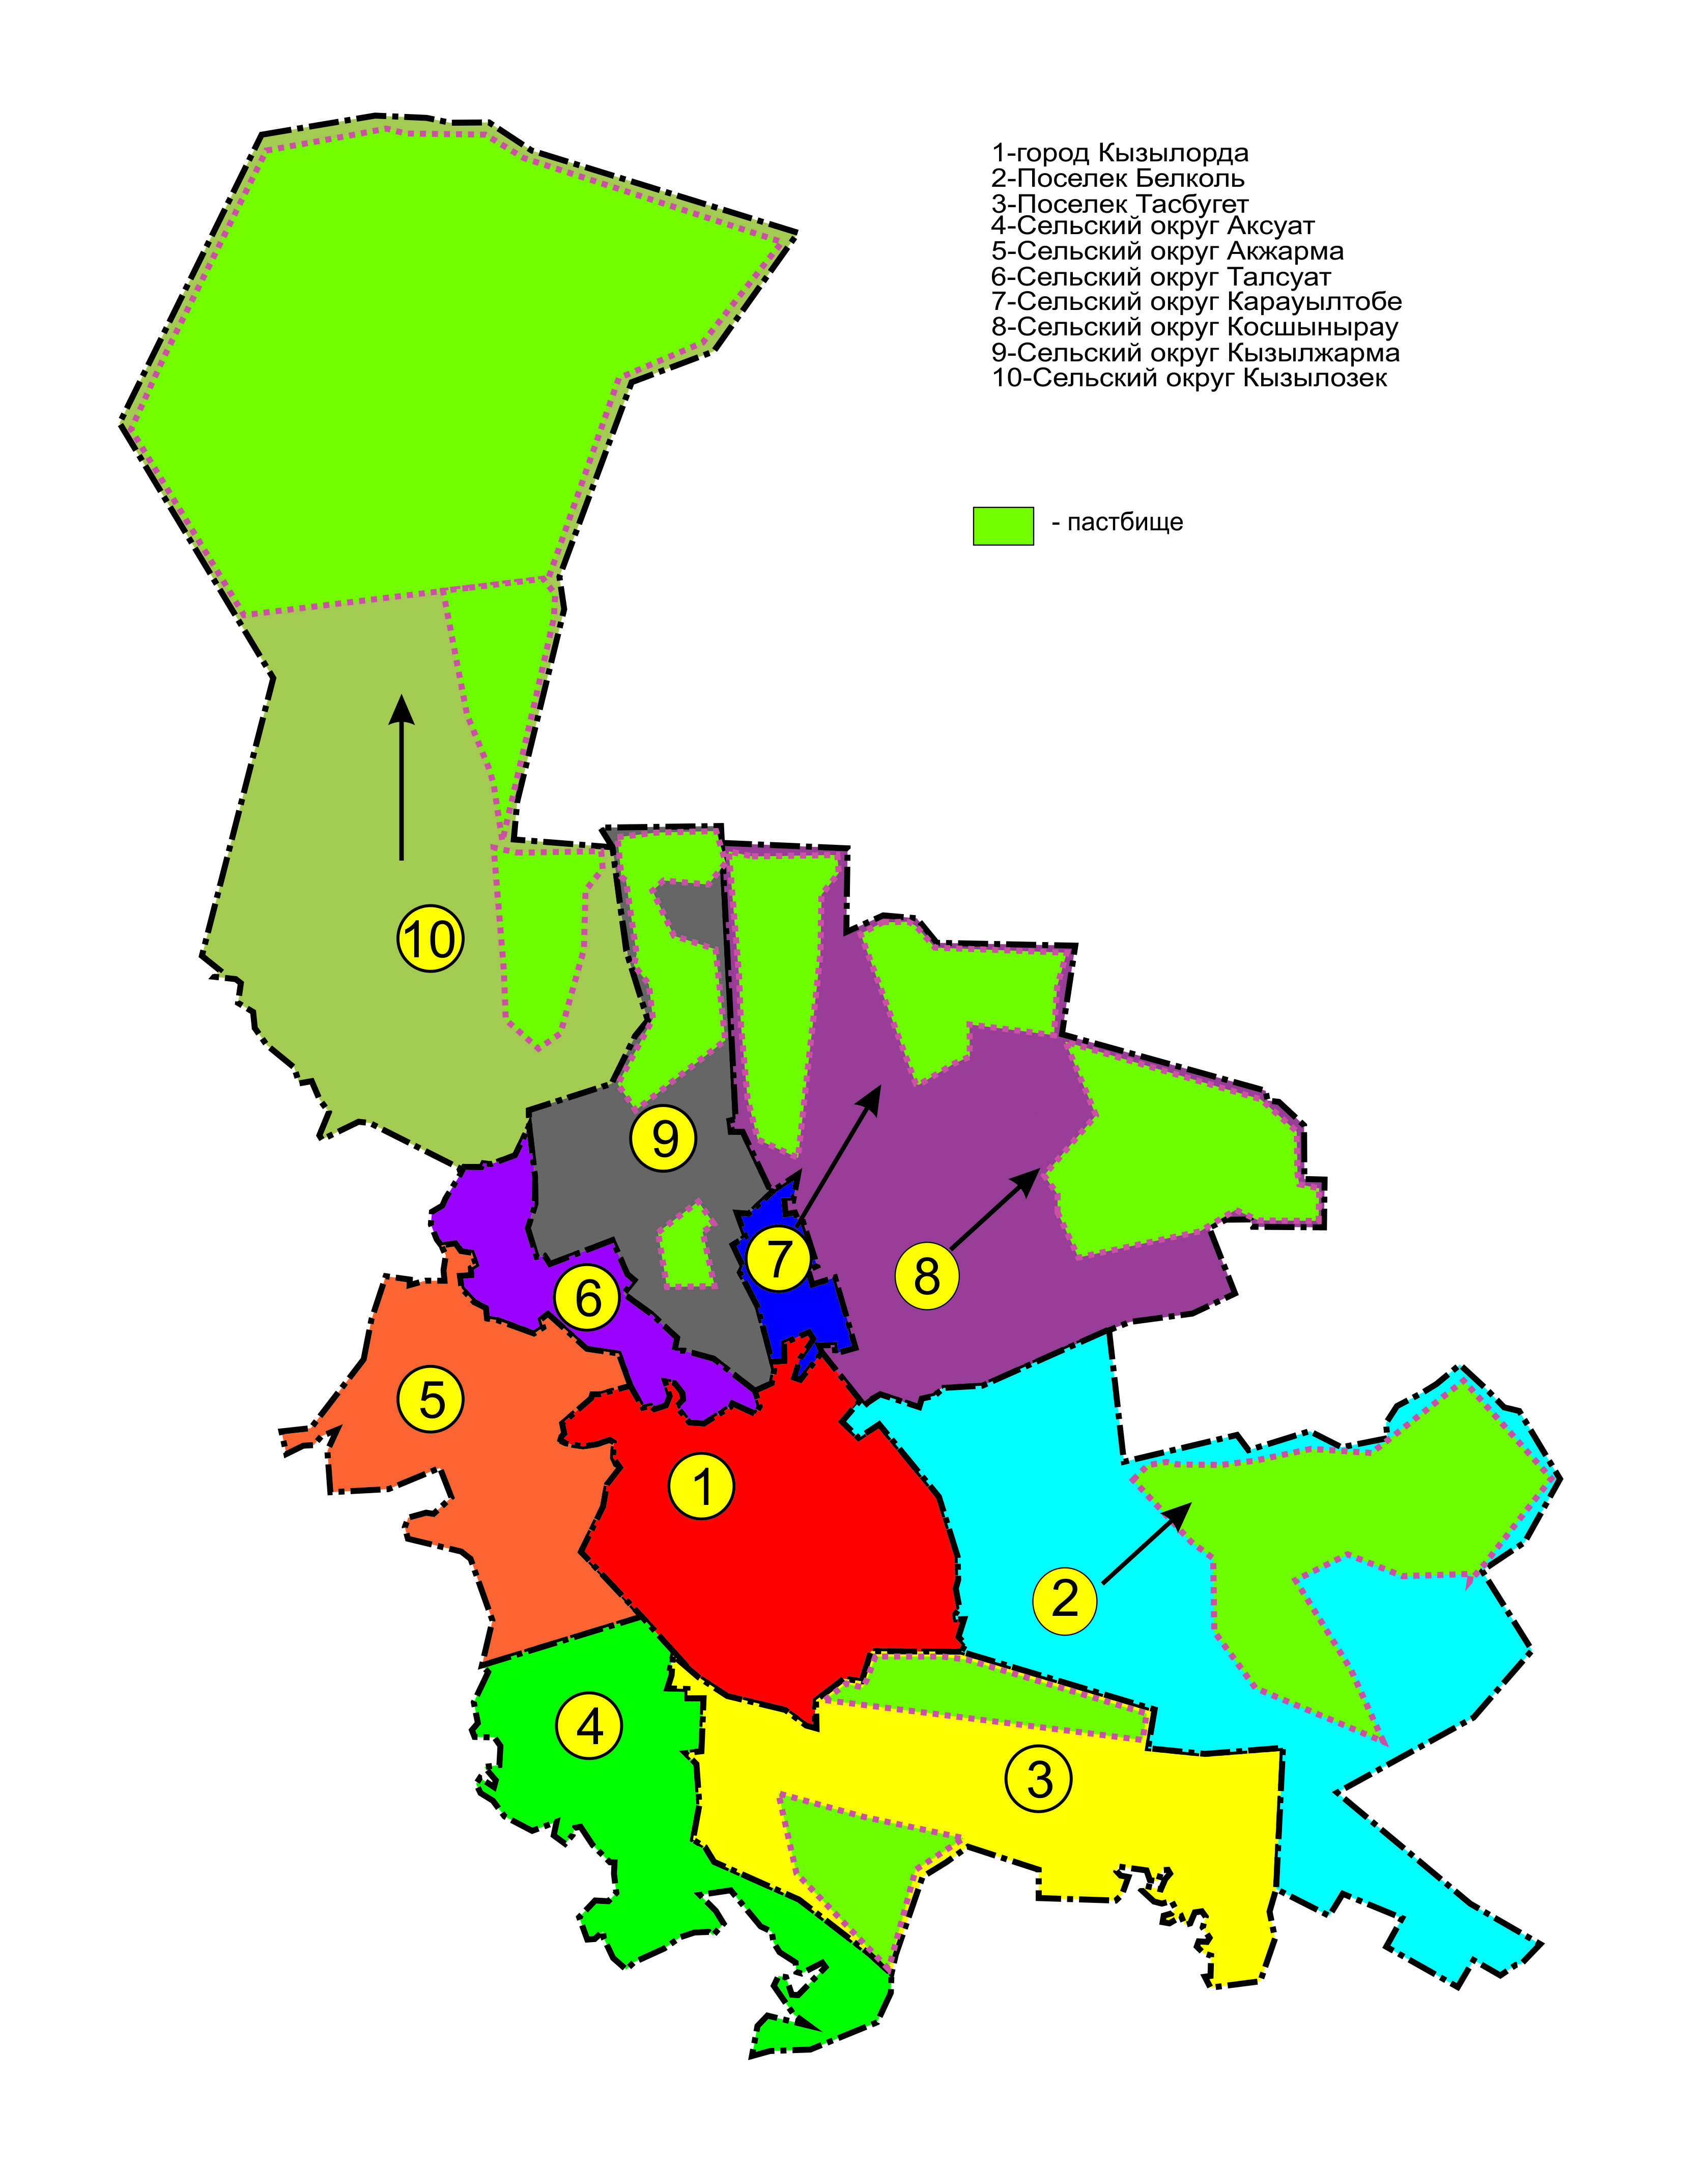 1-город Кызылорда
2-Поселек Белколь
3-Поселек Тасбугет
4-Сельский округ Аксуат
5-Сельский округ Акжарма
6-Сельский округ Талсуат
7-Сельский округ Карауылтобе
8-Сельский округ Косшынырау
9-Сельский округ Кызылжарма
10-Сельский округ Кызылозек
- пастбище
10
9
7
8
6
5
1
2
4
3